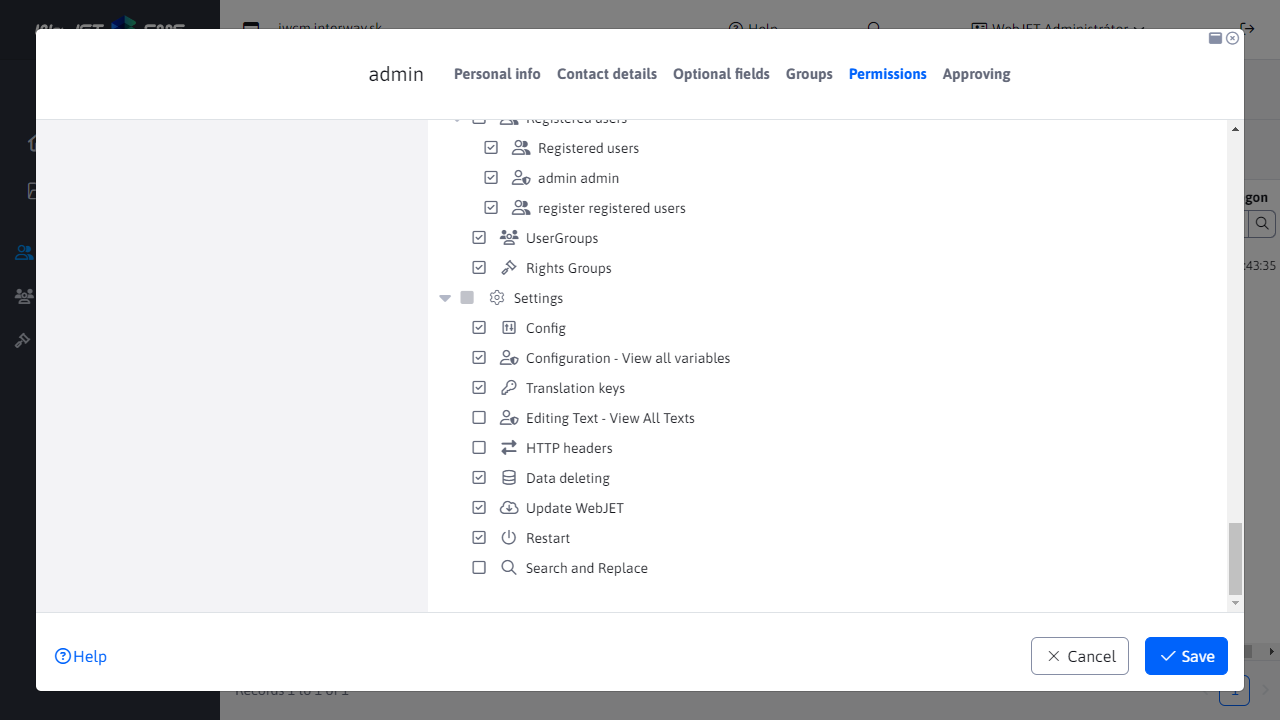 iwcm.interway.sk
Help
WebJET Administrátor
admin
Personal info
Contact details
Optional fields
Groups
Permissions
Approving
Registered users
Registered users
admin admin
register registered users
UserGroups
Rights Groups
Settings
Config
Configuration - View all variables
Translation keys
Editing Text - View All Texts
HTTP headers
Data deleting
Update WebJET
Restart
Search and Replace
gon
:43:35
Help
Cancel
Save
Records 1 to 1 of 1
1